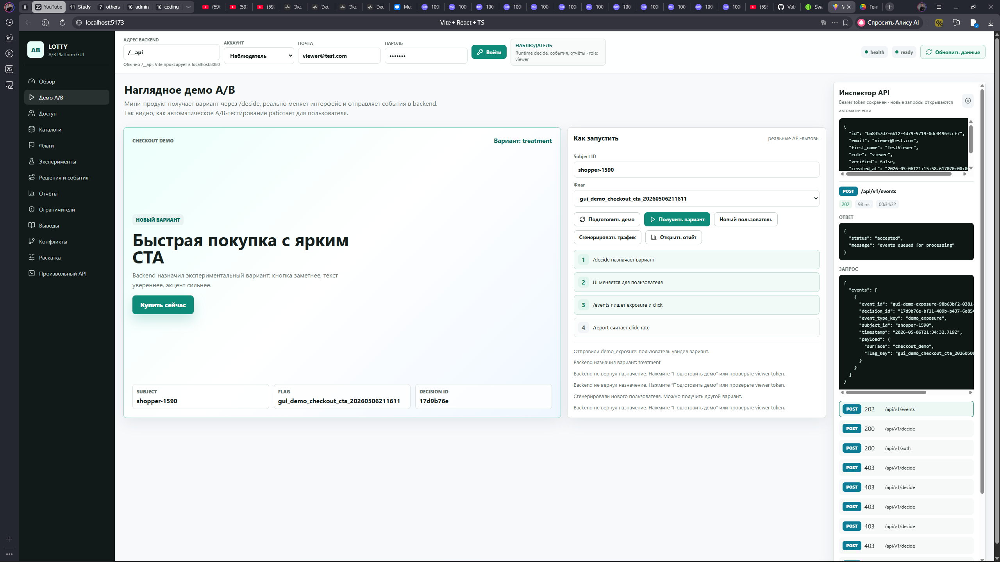 0
25 YouTube
11 Study
7 others
16 admin
16 coding
(59
(597
(597
Экс
Экс
Экс
Экс
Мес
100
100
100
100
100
100
100
100
100
100
100
100
(595
Vub
Swa
V
Ген
localhost:5173
Vite + React + TS
Спросить Алису AI
75
AB
LOTTY
A/B Platform GUI
Обзор
Демо A/B
Доступ
Каталоги
Флаги
Эксперименты
Решения и события
Отчёты
Ограничители
Выводы
Конфликты
Раскатка
Произвольный API
АДРЕС BACKEND
/__api
Обычно /__api: Vite проксирует в localhost:8080
АККАУНТ
Наблюдатель
ПОЧТА
viewer@test.com
ПАРОЛЬ
•••••••
Войти
НАБЛЮДАТЕЛЬ
Runtime decide, события, отчёты · role:
viewer
health
ready
Обновить данные
Наглядное демо A/B
Мини-продукт получает вариант через /decide, реально меняет интерфейс и отправляет события в backend.
Так видно, как автоматическое A/B-тестирование работает для пользователя.
CHECKOUT DEMO
Вариант: treatment
НОВЫЙ ВАРИАНТ
Быстрая покупка с ярким
CTA
Backend назначил экспериментальный вариант: кнопка заметнее, текст
увереннее, акцент сильнее.
Купить сейчас
SUBJECT
shopper-1590
FLAG
gui_demo_checkout_cta_20260506211611
DECISION ID
17d9b76e
Как запустить
реальные API-вызовы
Subject ID
shopper-1590
Флаг
gui_demo_checkout_cta_20260506211611
Подготовить демо
Получить вариант
Новый пользователь
Сгенерировать трафик
Открыть отчёт
1 /decide назначает вариант
2 UI меняется для пользователя
3 /events пишет exposure и click
4 /report считает click_rate
Отправили demo_exposure: пользователь увидел вариант.
Backend назначил вариант: treatment
Backend не вернул назначение. Нажмите “Подготовить демо” или проверьте viewer token.
Backend не вернул назначение. Нажмите “Подготовить демо” или проверьте viewer token.
Сгенерировали нового пользователя. Можно получить другой вариант.
Backend не вернул назначение. Нажмите “Подготовить демо” или проверьте viewer token.
Инспектор API
Bearer token сохранён · новые запросы открываются
автоматически
{
"id": "ba8357d7-6b12-4d79-9719-0dc0496fccf7",
"email": "viewer@test.com",
"first_name": "TestViewer",
"role": "viewer",
"verified": false,
"created_at": "2026-05-06T21:15:58.617070+00:0
POST /api/v1/events
202
98 ms
00:34:32
ОТВЕТ
{
"status": "accepted",
"message": "events queued for processing"
}
ЗАПРОС
{
"events": [
{
"event_id": "gui-demo-exposure-98b63bf2-0381-
"decision_id": "17d9b76e-bf11-409b-b437-6e854
"event_type_key": "demo_exposure",
"subject_id": "shopper-1590",
"timestamp": "2026-05-06T21:34:32.719Z",
"payload": {
"surface": "checkout_demo",
"flag_key": "gui_demo_checkout_cta_20260506
}
}
]
}
POST 202 /api/v1/events
POST 200 /api/v1/decide
POST 200 /api/v1/auth
POST 403 /api/v1/decide
POST 403 /api/v1/decide
POST 403 /api/v1/decide
POST 403 /api/v1/decide
POST 403 /api/v1/decide